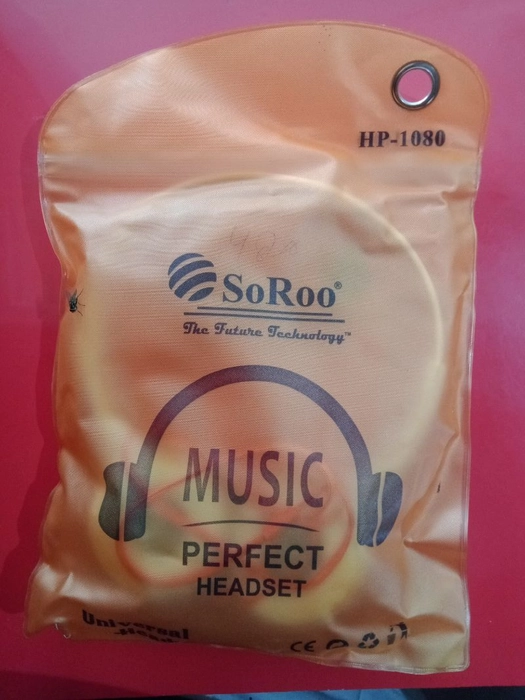 HP-1080
SoRoo®
The Future Technology™
MUSIC
PERFECT
HEADSET
Universal
CE